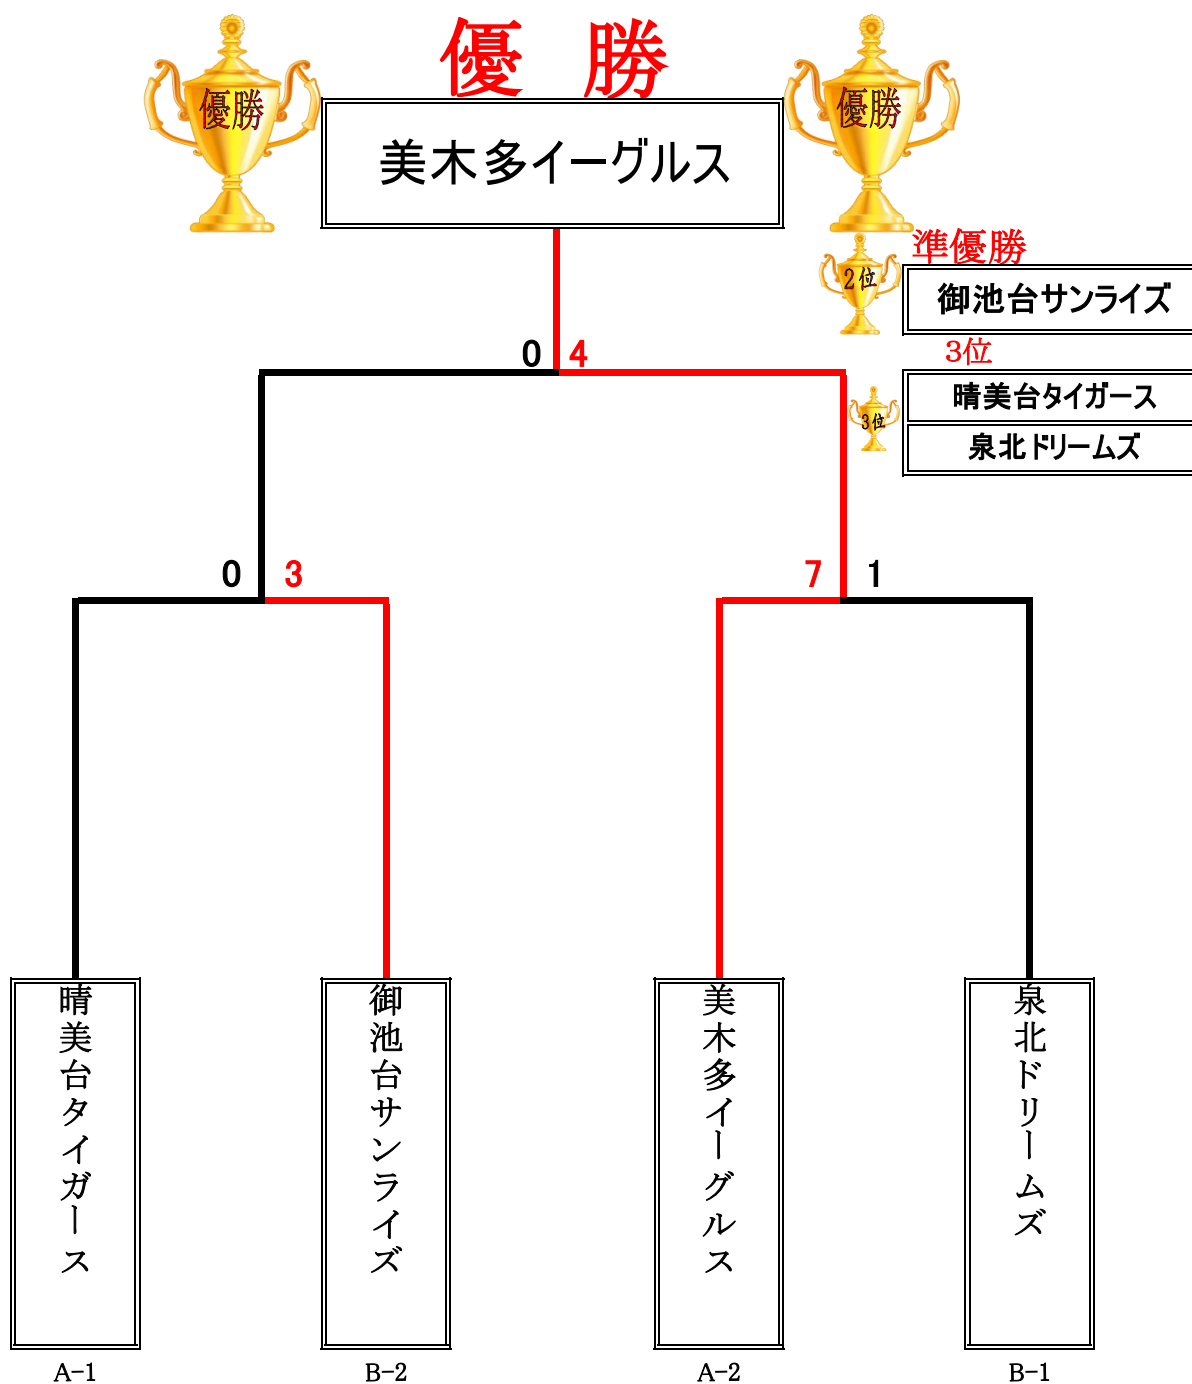 優　勝
優勝
優勝
美木多イーグルス
準優勝
2位
御池台サンライズ
3位
3位
晴美台タイガース
泉北ドリームズ
0 4
0 3
7 1
晴美台タイガース
御池台サンライズ
美木多イーグルス
泉北ドリームズ
A-1
B-2
A-2
B-1